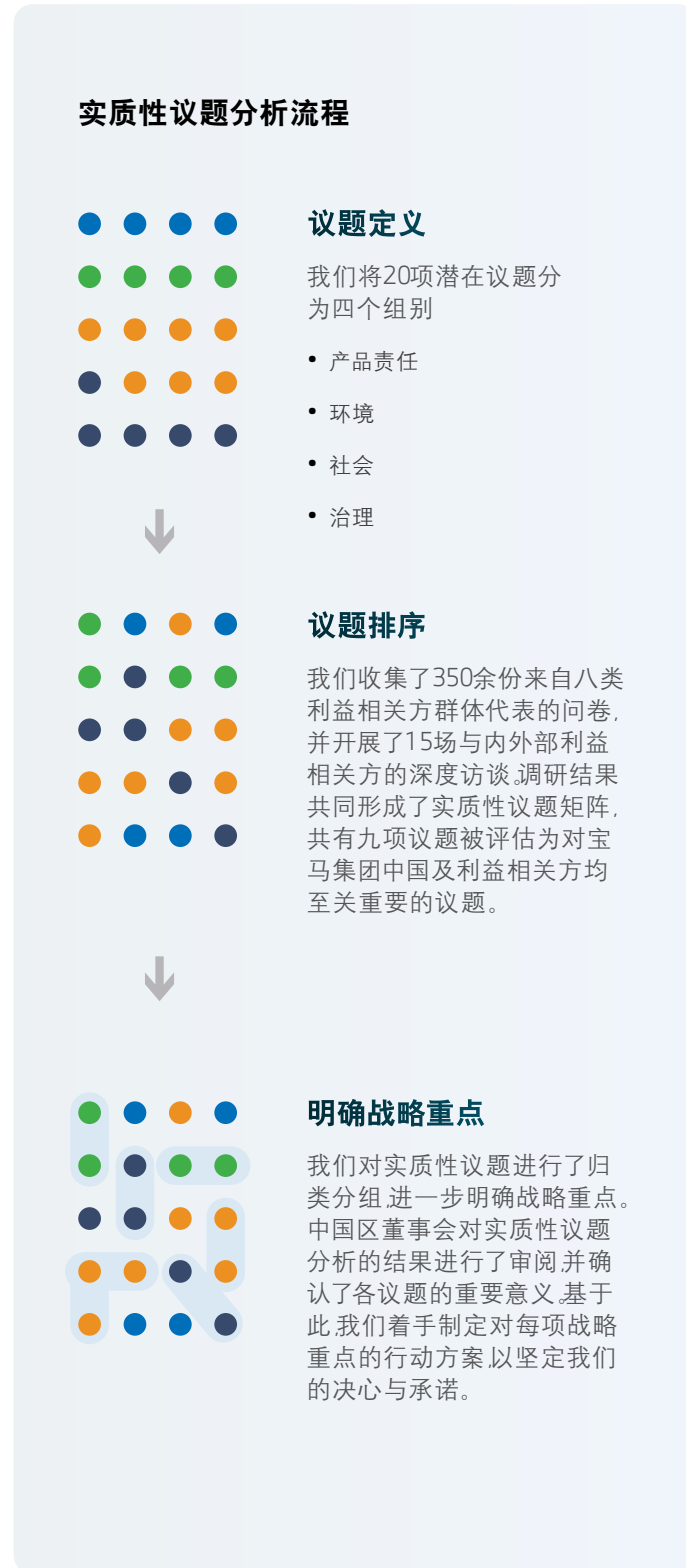 实质性议题分析流程
议题定义
我们将20项潜在议题分
为四个组别
• 产品责任
• 环境
• 社会
• 治理
议题排序
我们收集了350余份来自八类
利益相关方群体代表的问卷,
并开展了15场与内外部利益
相关方的深度访谈。调研结果
共同形成了实质性议题矩阵,
共有九项议题被评估为对宝
马集团中国及利益相关方均
至关重要的议题。
明确战略重点
我们对实质性议题进行了归
类分组,进一步明确战略重点。
中国区董事会对实质性议题
分析的结果进行了审阅,并确
认了各议题的重要意义。基于
此,我们着手制定对每项战略
重点的行动方案,以坚定我们
的决心与承诺。